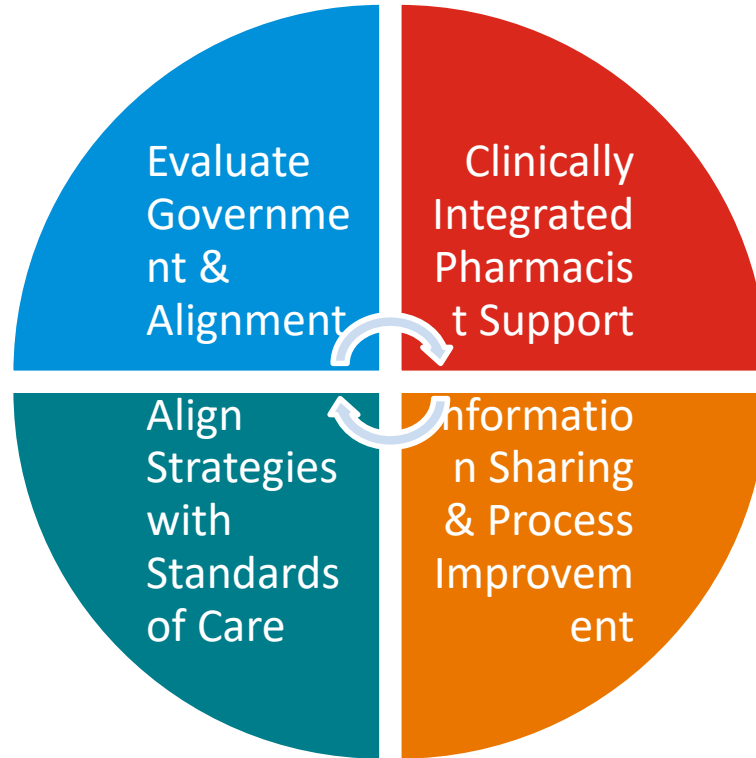 Evaluate
Governme
nt &
Alignment
Clinically
Integrated
Pharmacis
t Support
Align
Strategies
with
Standards
of Care
nformatio
n Sharing
& Process
Improvem
ent